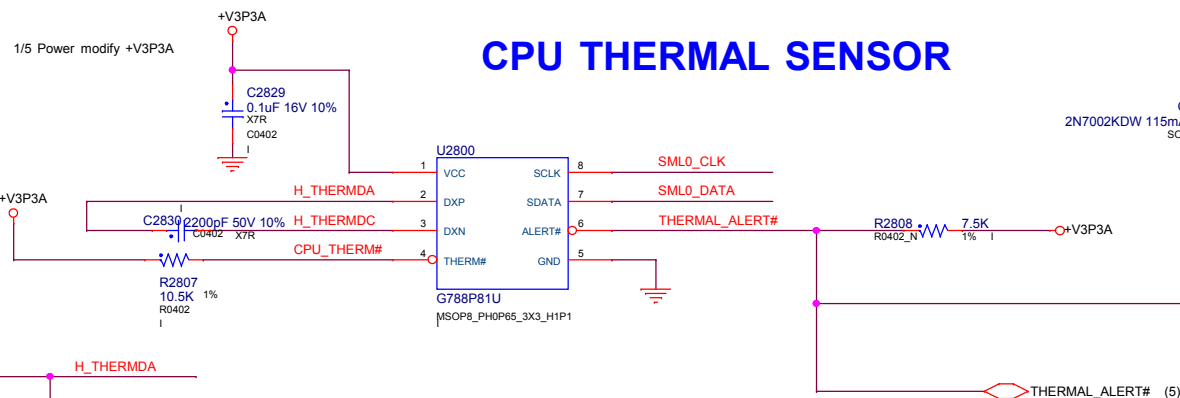 +V3P3A
1/5 Power modify +V3P3A
CPU THERMAL SENSOR
C2829
0.1uF 16V 10%
X7R
C0402
I
2N7002KDW 115mA
U2800
1 VCC SCLK 8 SML0_CLK
H_THERMDA 2 DXP SDATA 7 SML0_DATA
+V3P3A
I
C2830 2200pF 50V 10% H_THERMDC 3 DXN ALERT# 6 THERMAL_ALERT#
C0402 X7R
R2808 7.5K +V3P3A
R0402_N 1% I
CPU_THERM# 4 THERM# GND 5
R2807
10.5K 1%
R0402
I
G788P81U
MSOP8_PH0P65_3X3_H1P1
I
H_THERMDA
THERMAL_ALERT# (5)